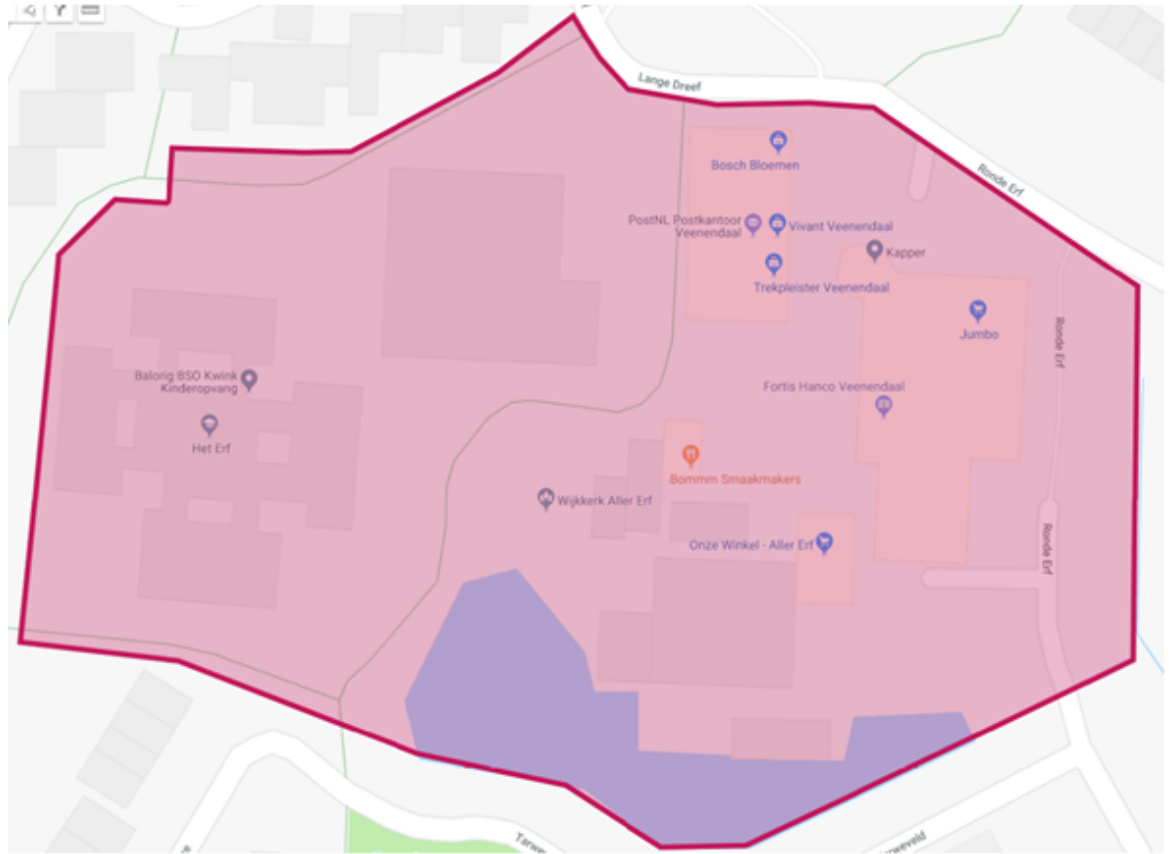 Lange Dreef
Bosch Bloemen
Ronde Erf
PostNL Postkantoor
Veenendaal
Vivant Veenendaal
Kapper
Trekpleister Veenendaal
Jumbo
Ronde Erf
Balorig BSO Kwink
Kinderopvang
Fortis Hanco Veenendaal
Het Erf
Bommm Smaakmakers
Wijkkerk Aller Erf
Onze Winkel - Aller Erf
Ronde Erf